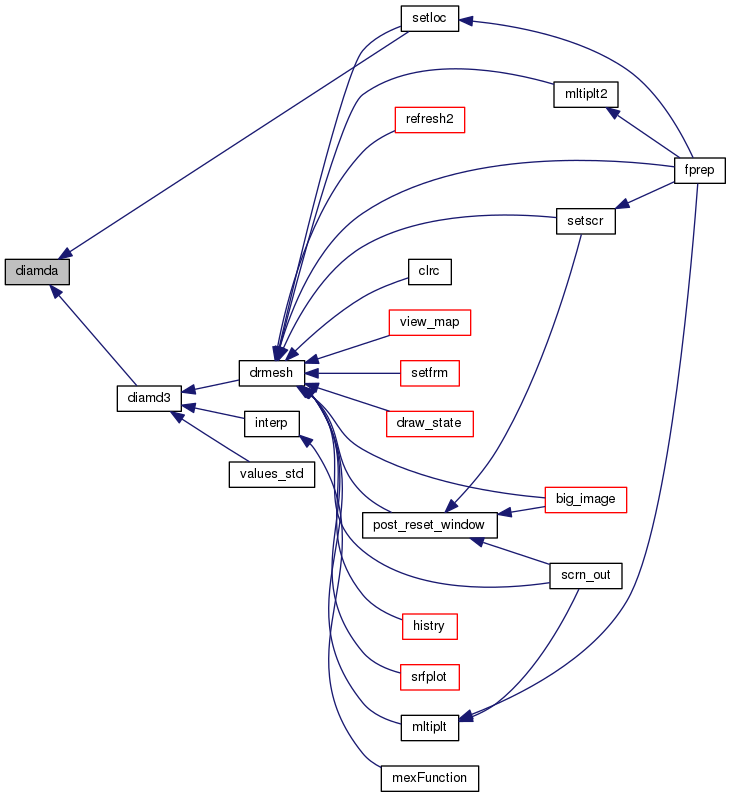 setloc
mltiplt2
refresh2
fprep
setscr
diamda
clrc
view_map
drmesh
setfrm
diamd3
interp
draw_state
values_std
big_image
post_reset_window
scrn_out
histry
srfplot
mltiplt
mexFunction